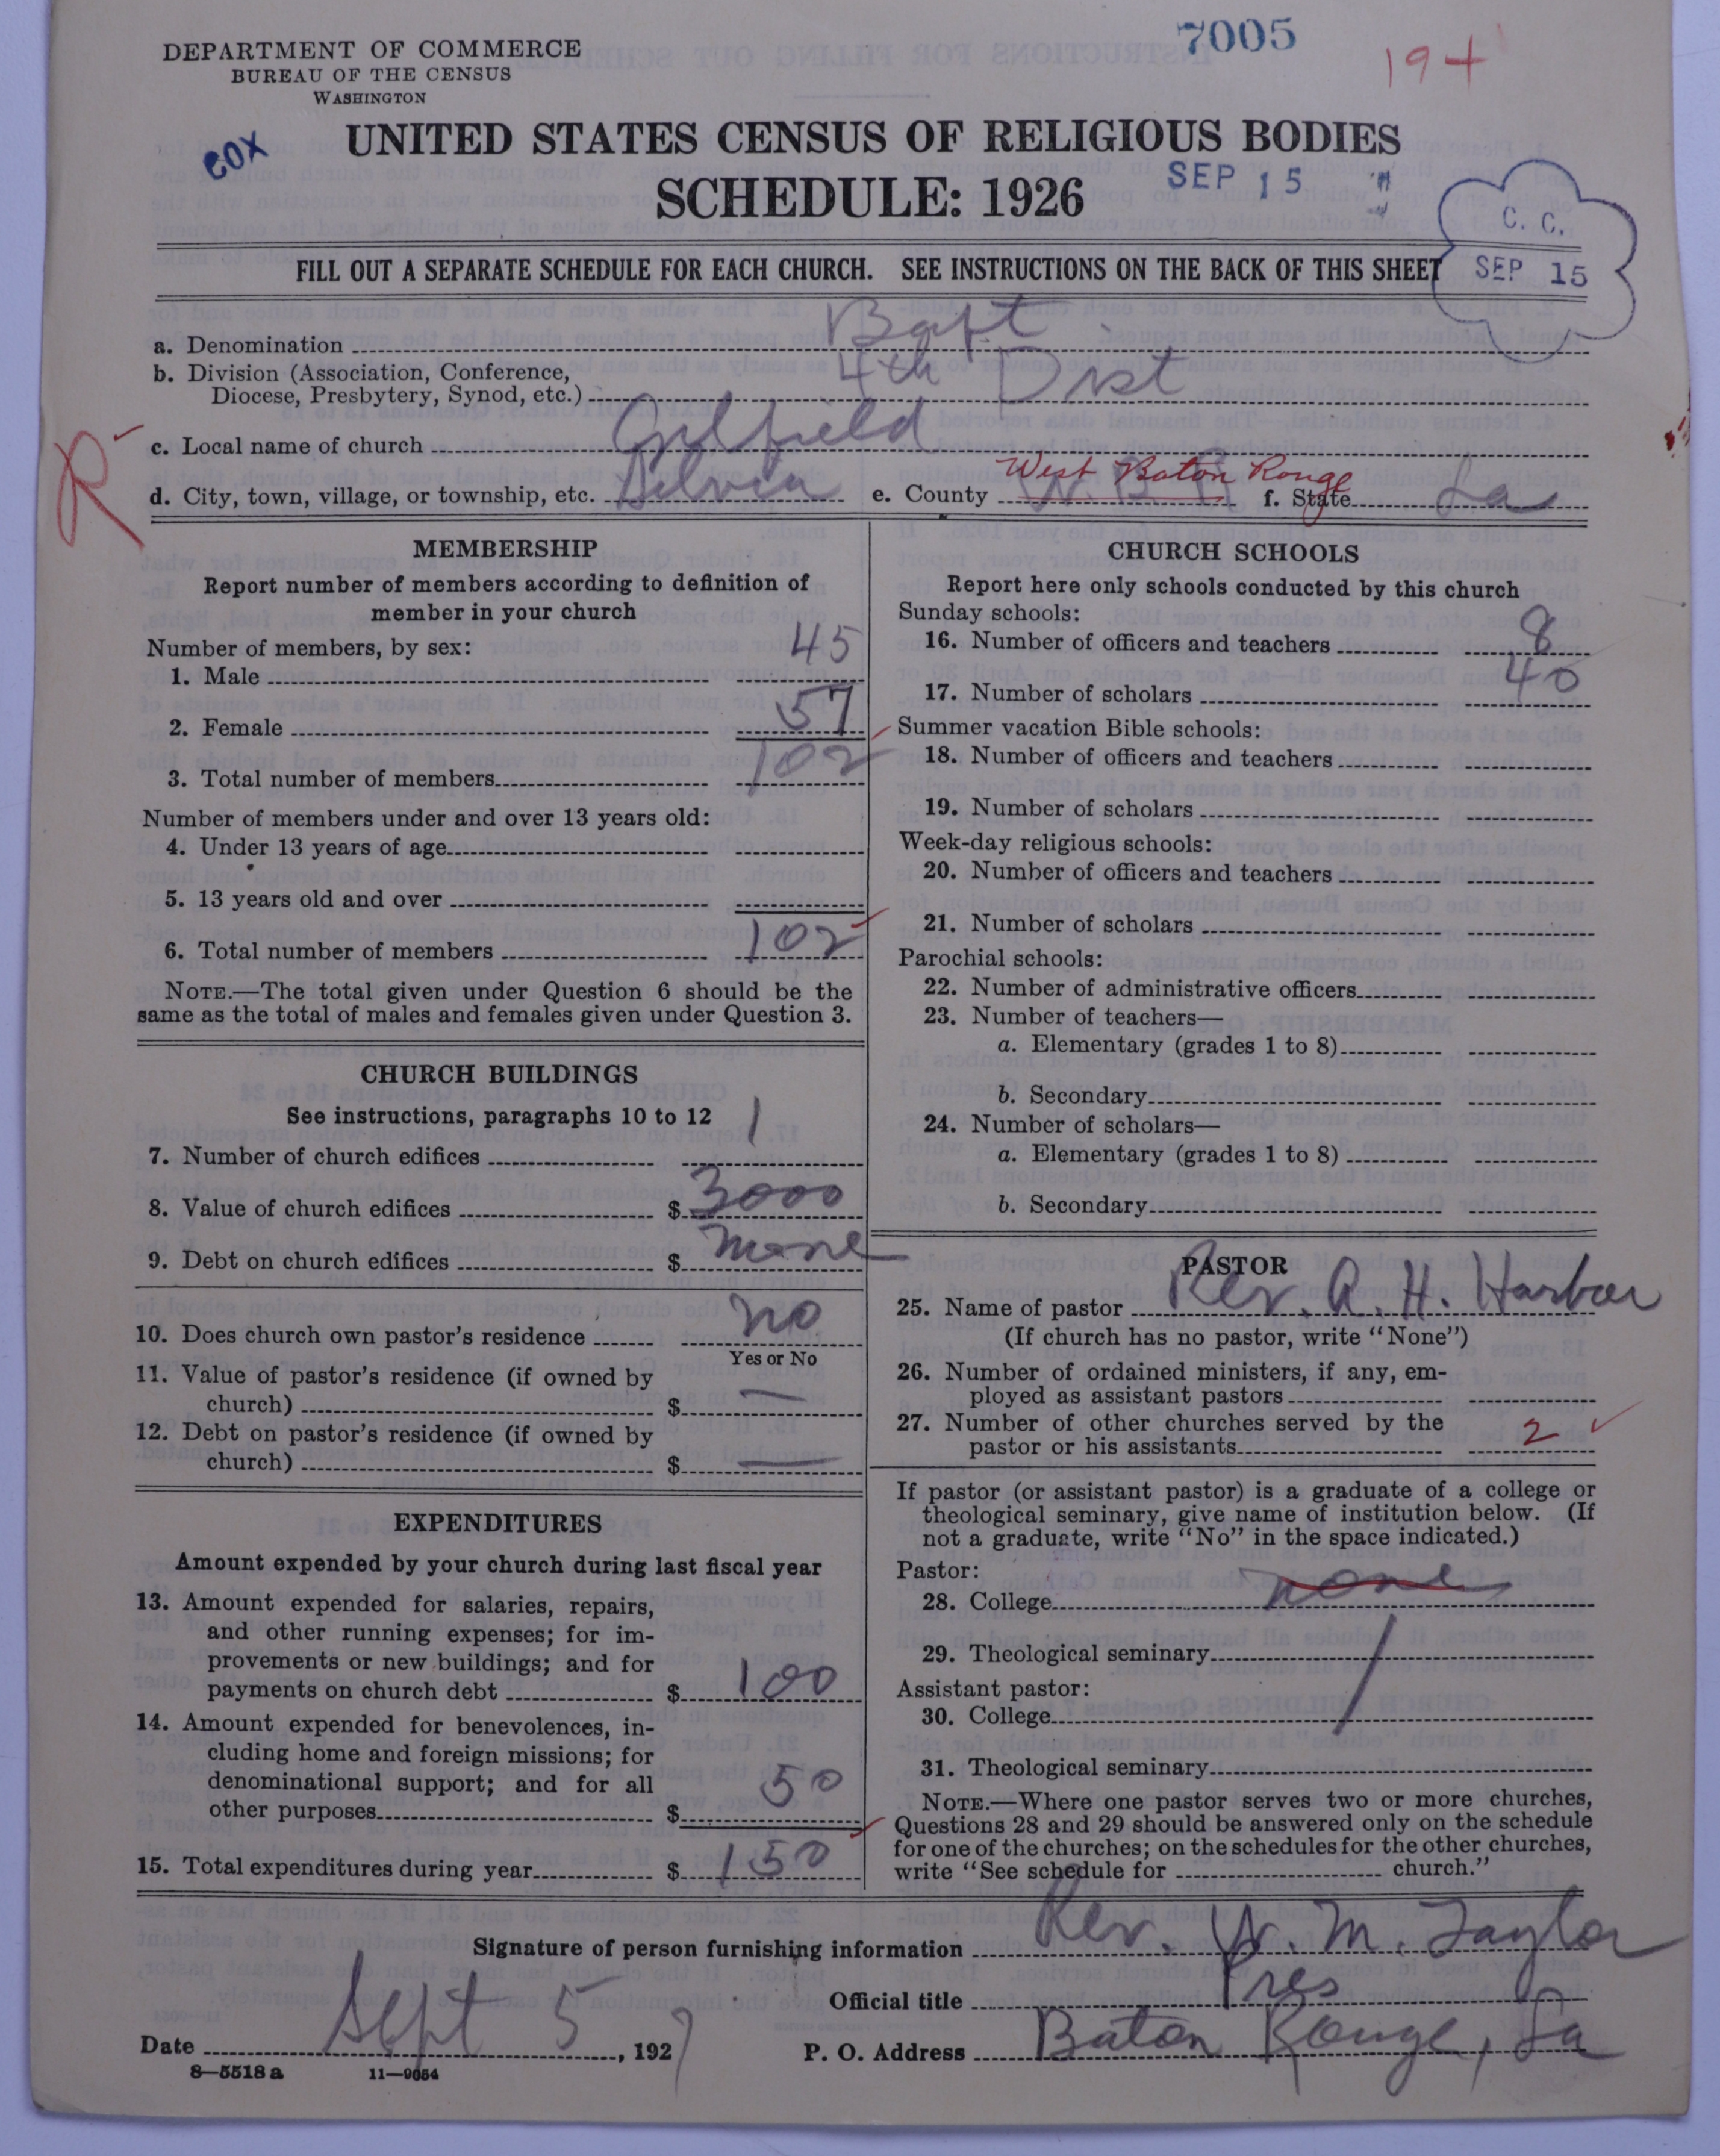 DEPARTMENT OF COMMERCE
BUREAU OF THE CENSUS
WASHINGTON
7005
194
COX
UNITED STATES CENSUS OF RELIGIOUS BODIES
SCHEDULE: 1926
SEP 15
C. C.
SEP 15
FILL OUT A SEPARATE SCHEDULE FOR EACH CHURCH. SEE INSTRUCTIONS ON THE BACK OF THIS SHEET
a. Denomination Bapt
b. Division (Association, Conference, Diocese, Presbytery, Synod, etc.) 4th Dist
c. Local name of church
R
d. City, town, village, or township, etc. e. County W. B R West Baton Rouge f. State La
MEMBERSHIP
Report number of members according to definition of
member in your church
Number of members, by sex:
1. Male 45
2. Female 57
3. Total number of members 102
Number of members under and over 13 years old:
4. Under 13 years of age
5. 13 years old and over
6. Total number of members 102
NOTE.—The total given under Question 6 should be the
same as the total of males and females given under Question 3.
CHURCH BUILDINGS
See instructions, paragraphs 10 to 12
7. Number of church edifices 1
8. Value of church edifices $ 3000
9. Debt on church edifices $ none
10. Does church own pastor's residence no
Yes or No
11. Value of pastor's residence (if owned by
church) $ —
12. Debt on pastor's residence (if owned by
church) $ —
EXPENDITURES
Amount expended by your church during last fiscal year
13. Amount expended for salaries, repairs,
and other running expenses; for im-
provements or new buildings; and for
payments on church debt $ 100
14. Amount expended for benevolences, in-
cluding home and foreign missions; for
denominational support; and for all
other purposes $ 50
15. Total expenditures during year $ 150
CHURCH SCHOOLS
Report here only schools conducted by this church
Sunday schools:
16. Number of officers and teachers 8
17. Number of scholars 40
Summer vacation Bible schools:
18. Number of officers and teachers
19. Number of scholars
Week-day religious schools:
20. Number of officers and teachers
21. Number of scholars
Parochial schools:
22. Number of administrative officers
23. Number of teachers—
a. Elementary (grades 1 to 8)
b. Secondary
24. Number of scholars—
a. Elementary (grades 1 to 8)
b. Secondary
PASTOR
25. Name of pastor Rev. A. H.
(If church has no pastor, write "None")
26. Number of ordained ministers, if any, em-
ployed as assistant pastors
27. Number of other churches served by the
pastor or his assistants 2
If pastor (or assistant pastor) is a graduate of a college or
theological seminary, give name of institution below. (If
not a graduate, write "No" in the space indicated.)
Pastor:
28. College none
29. Theological seminary
Assistant pastor:
30. College
31. Theological seminary
NOTE.—Where one pastor serves two or more churches,
Questions 28 and 29 should be answered only on the schedule
for one of the churches; on the schedules for the other churches,
write "See schedule for church."
Signature of person furnishing information Rev. W. M. Taylor
Official title Pres
Date Sept 5, 1927 P. O. Address Baton Rouge, La
8—5518 a 11—9054